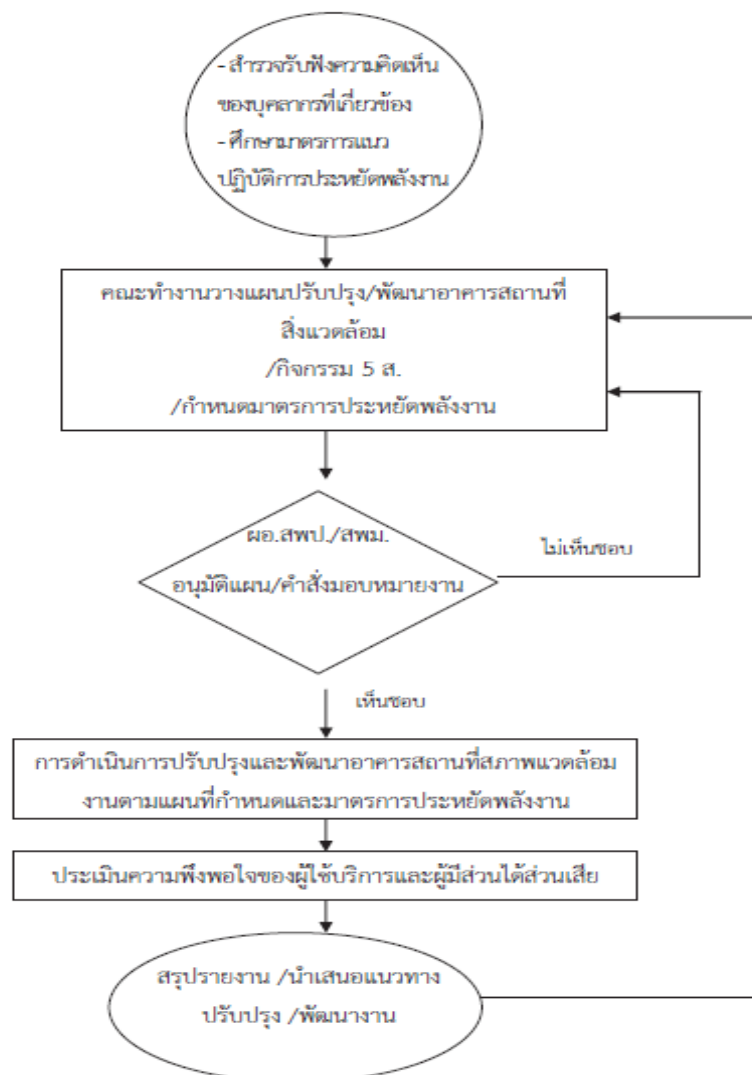 - สำรวจรับฟังความคิดเห็น
ของบุคลากรที่เกี่ยวข้อง
- ศึกษามาตรการแนว
ปฏิบัติการประหยัดพลังงาน
คณะทำงานวางแผนปรับปรุง/พัฒนาอาคารสถานที่
สิ่งแวดล้อม
/กิจกรรม 5 ส.
/กำหนดมาตรการประหยัดพลังงาน
ผอ.สพป./สพม.
อนุมัติแผน/คำสั่งมอบหมายงาน
ไม่เห็นชอบ
เห็นชอบ
การดำเนินการปรับปรุงและพัฒนาอาคารสถานที่สภาพแวดล้อม
งานตามแผนที่กำหนดและมาตรการประหยัดพลังงาน
ประเมินความพึงพอใจของผู้ใช้บริการและผู้มีส่วนได้ส่วนเสีย
สรุปรายงาน /นำเสนอแนวทาง
ปรับปรุง /พัฒนางาน